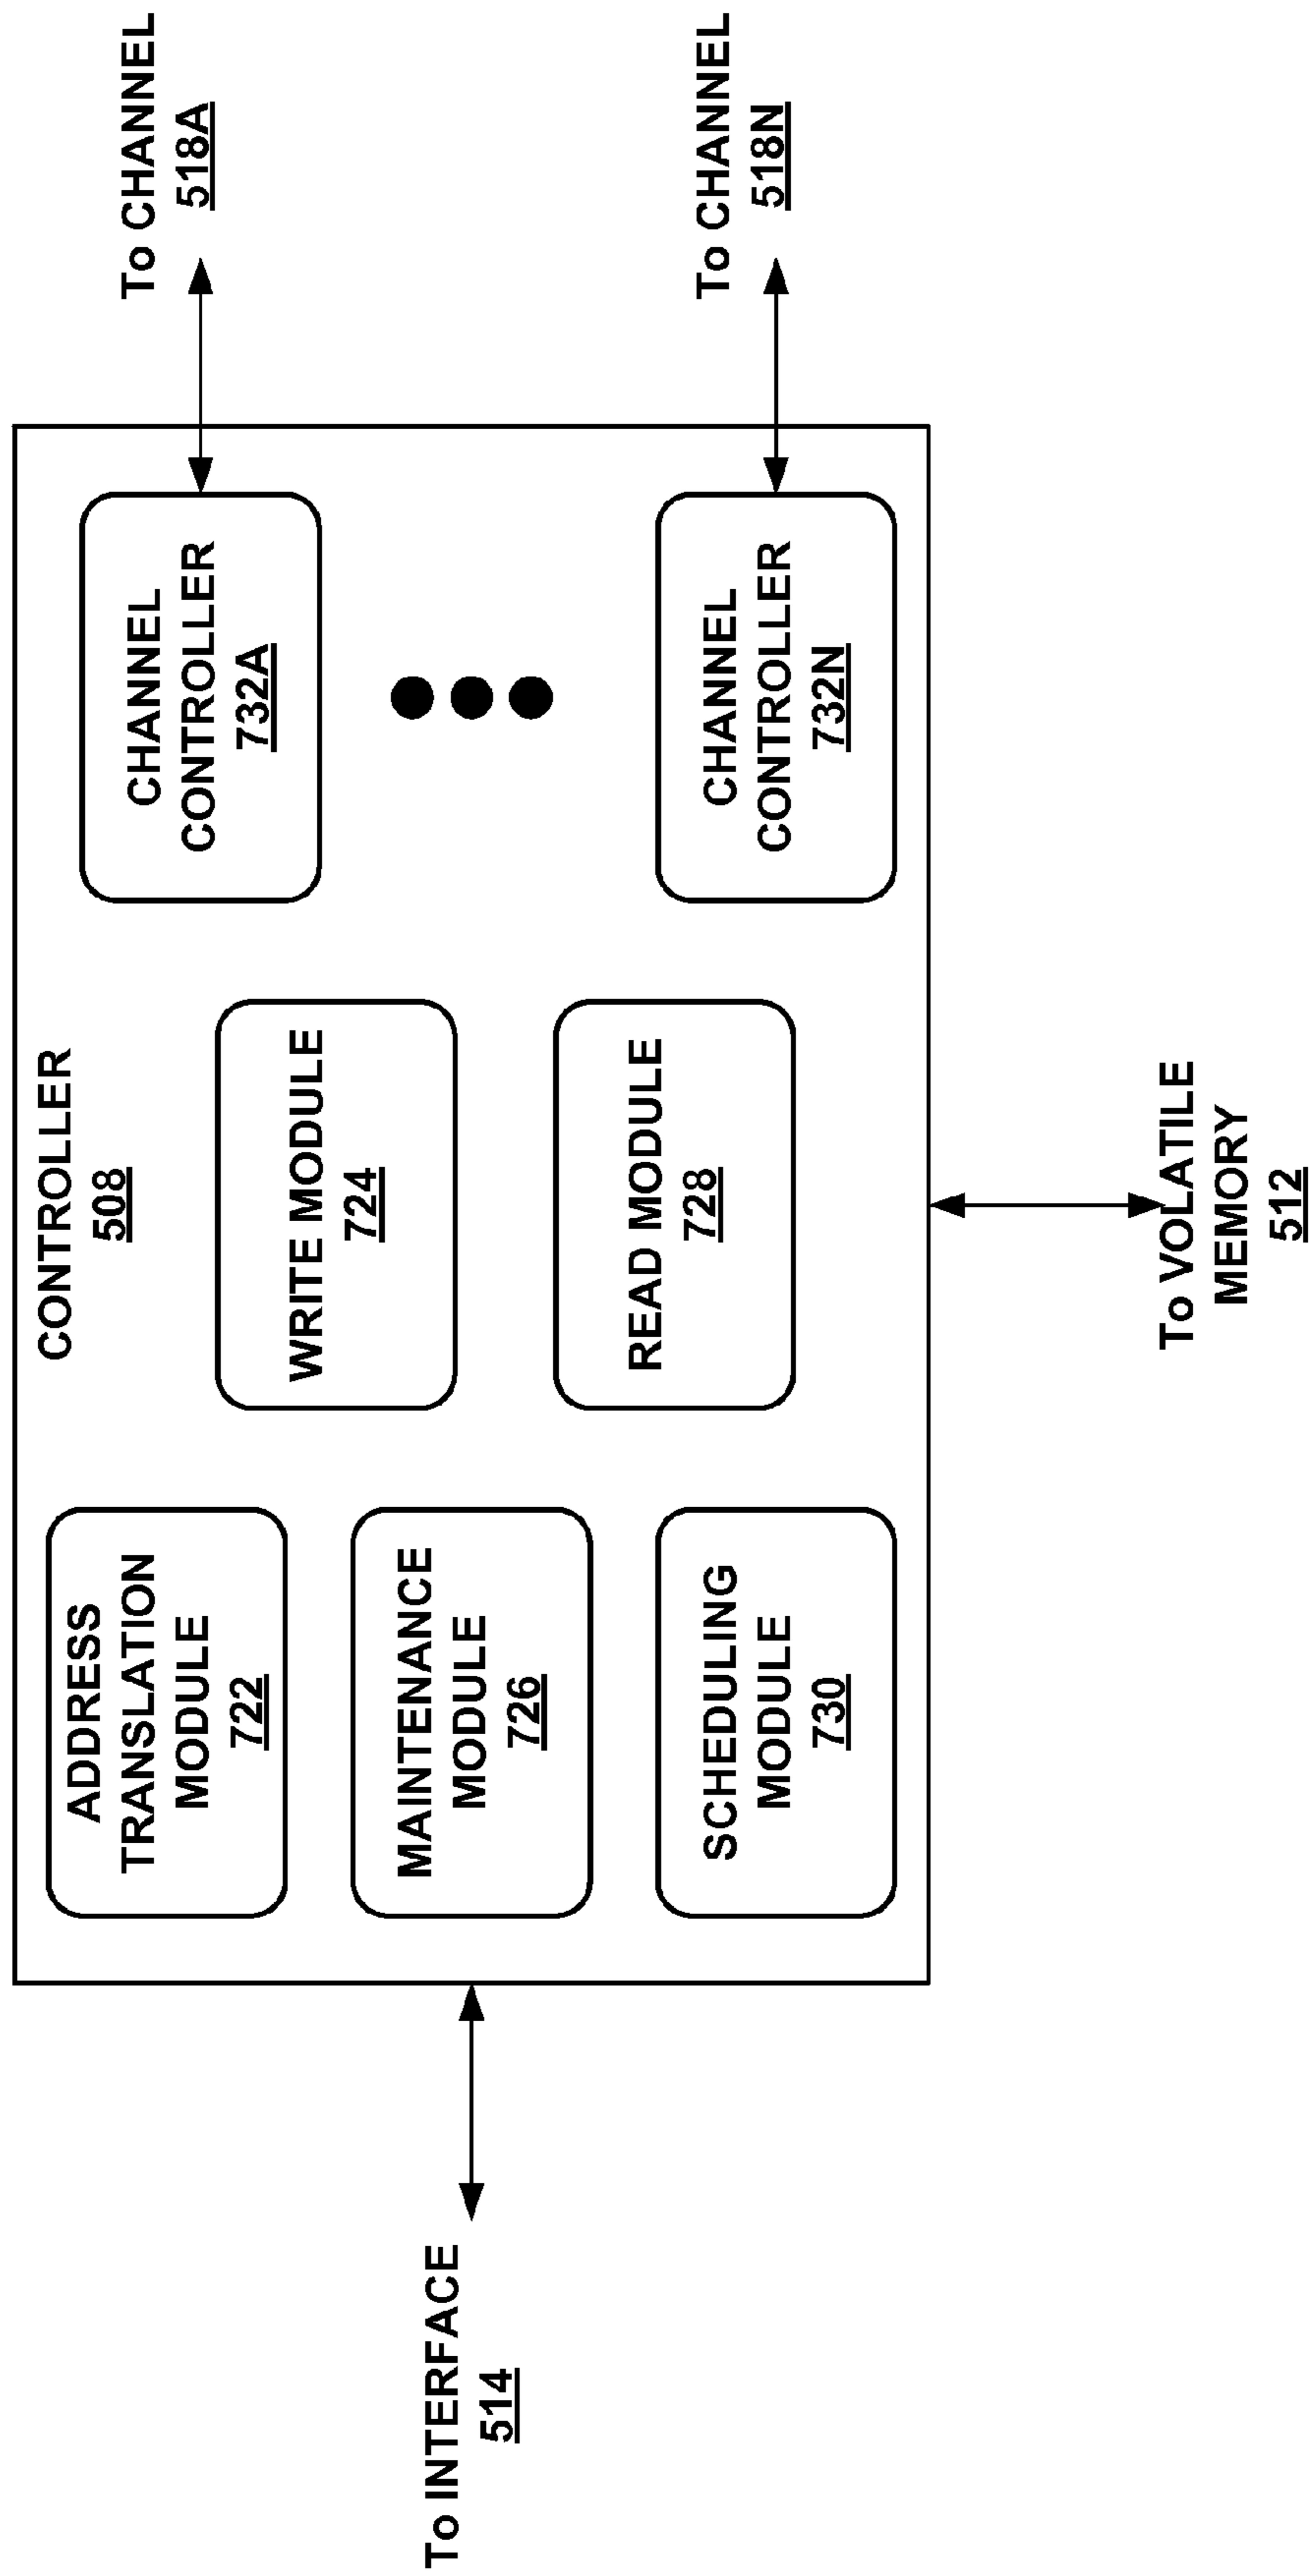 CONTROLLER
508
ADDRESS
TRANSLATION
MODULE
722
MAINTENANCE
MODULE
726
SCHEDULING
MODULE
730
WRITE MODULE
724
READ MODULE
728
CHANNEL
CONTROLLER
732A
CHANNEL
CONTROLLER
732N
To INTERFACE
514
To CHANNEL
518A
To CHANNEL
518N
To VOLATILE
MEMORY
512